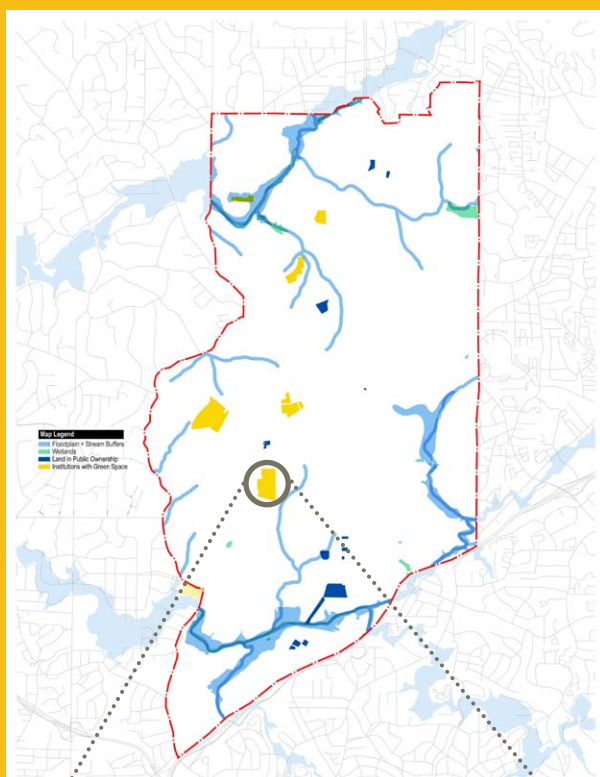 Map Legend
Floodplain + Stream Buffers
Wetlands
Land in Public Ownership
Institutions with Green Space